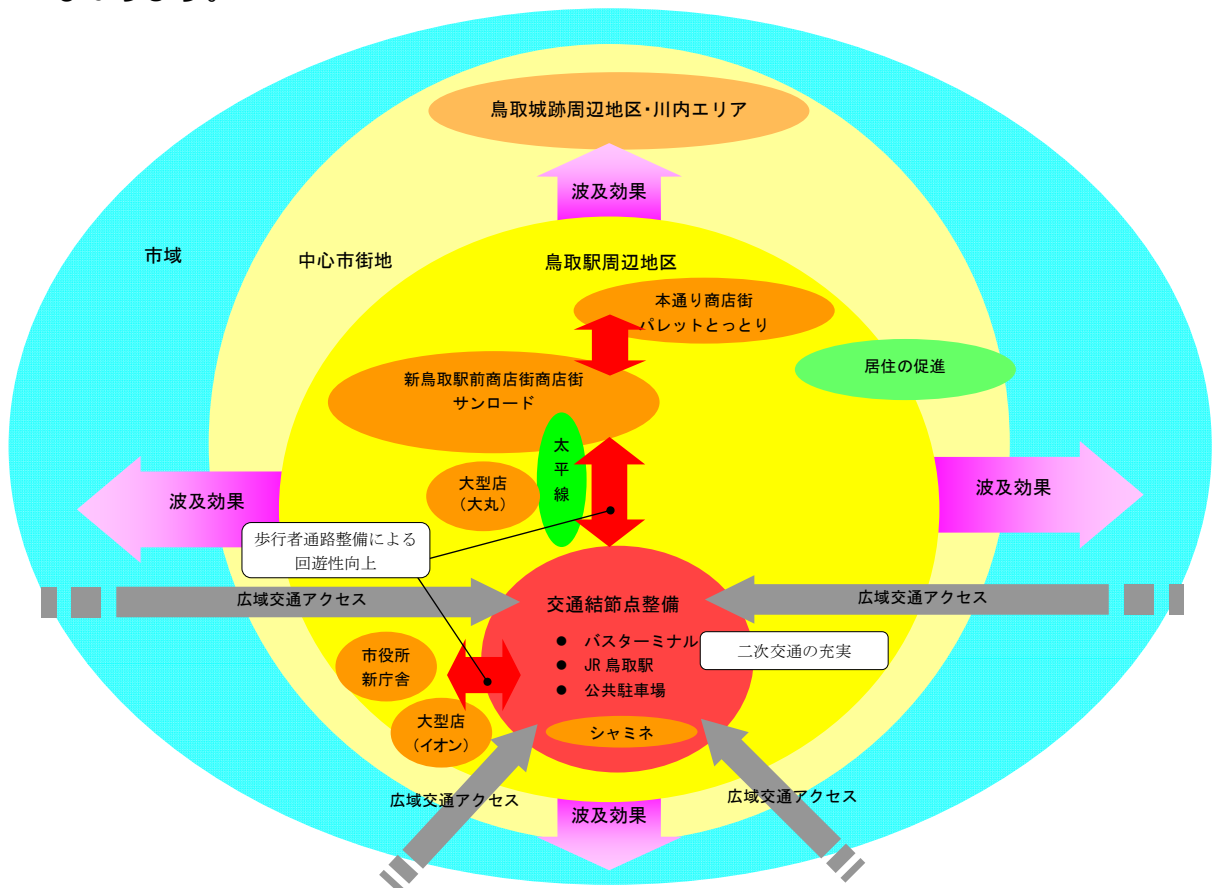 鳥取城跡周辺地区・川内エリア
波及効果
市域
中心市街地
鳥取駅周辺地区
本通り商店街
パレットとっとり
居住の促進
新鳥取駅前商店街商店街
サンロード
太平線
大型店
（大丸）
波及効果
波及効果
歩行者通路整備による
回遊性向上
広域交通アクセス
広域交通アクセス
交通結節点整備
● バスターミナル
● JR 鳥取駅
● 公共駐車場
二次交通の充実
市役所
新庁舎
大型店
（イオン）
シャミネ
広域交通アクセス
広域交通アクセス
波及効果